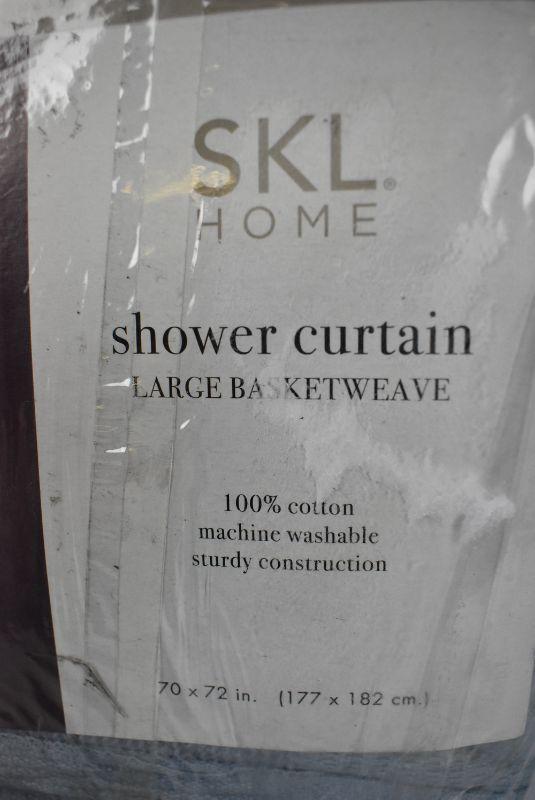 SKL®
HOME
shower curtain
LARGE BASKETWEAVE
100% cotton
machine washable
sturdy construction
70 x 72 in. (177 x 182 cm.)